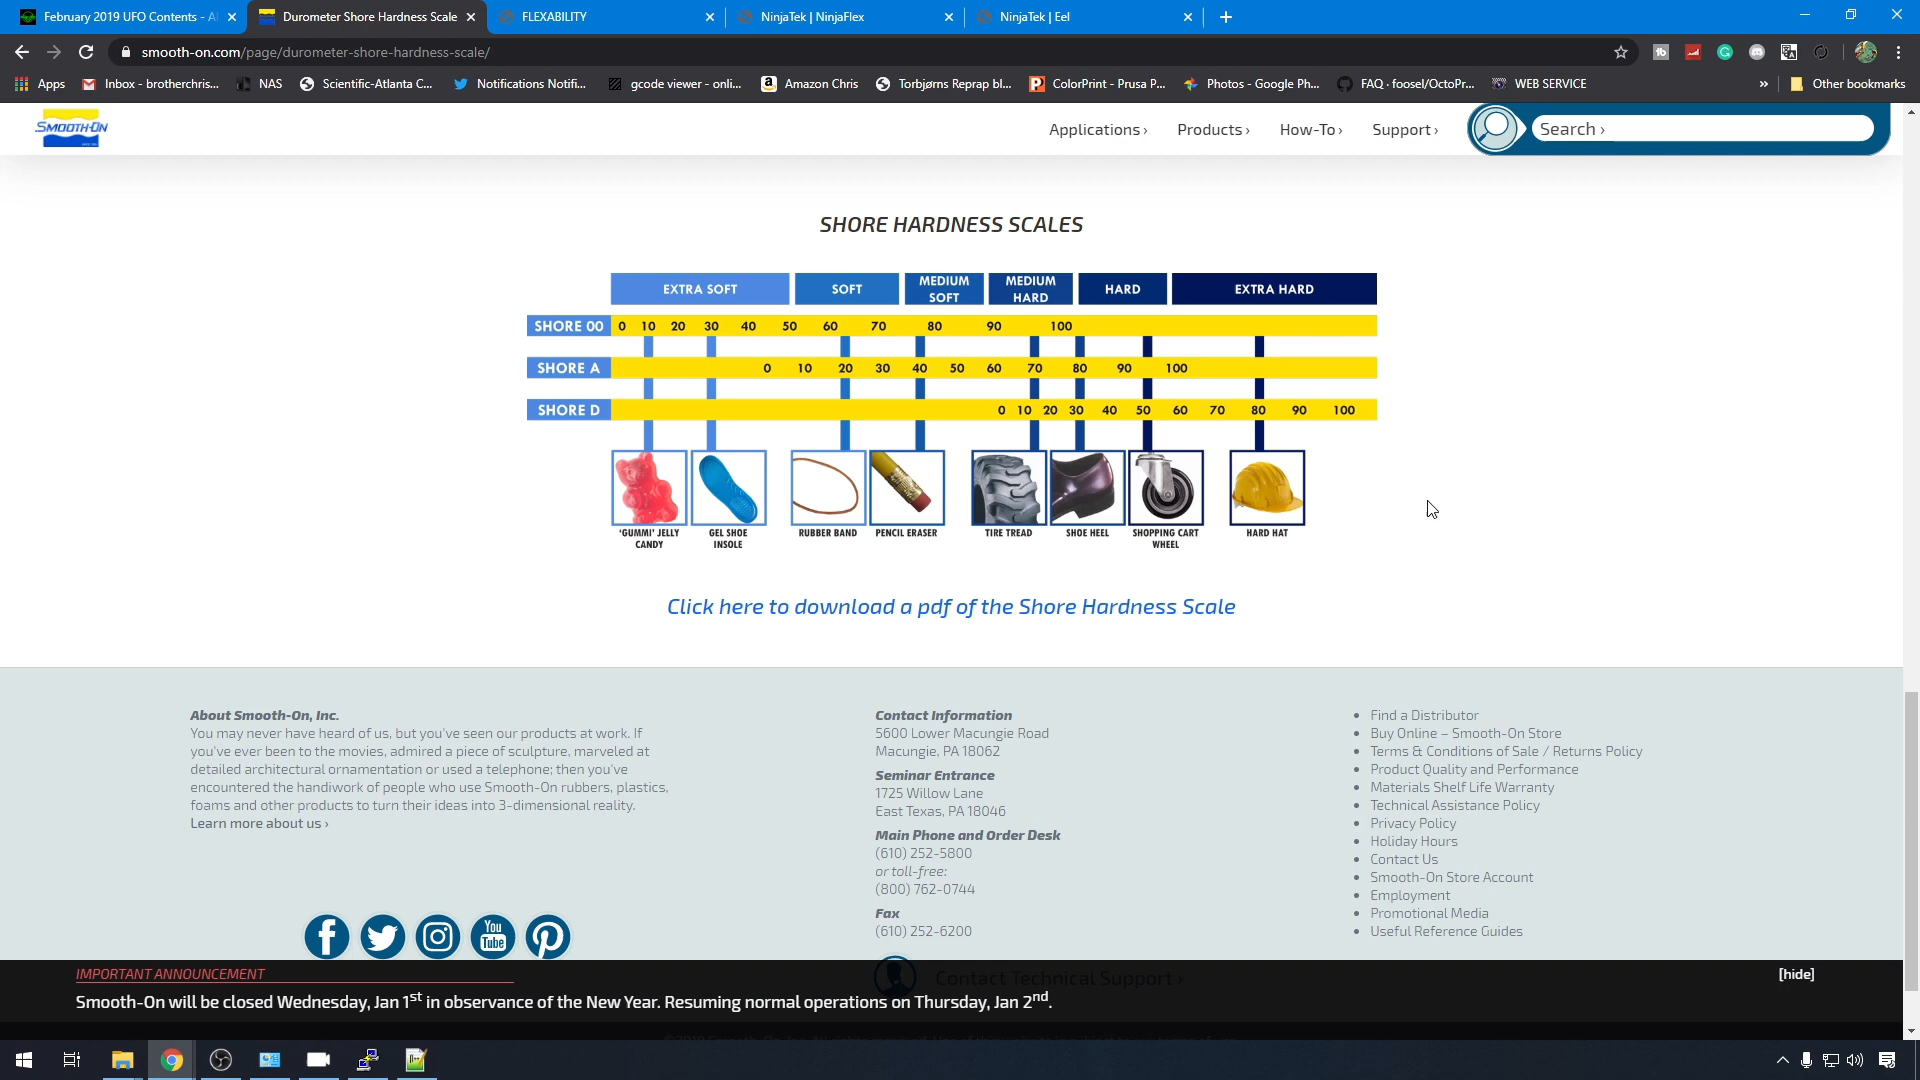 February 2019 UFO Contents - Al
Durometer Shore Hardness Scale
FLEXABILITY
NinjaTek | NinjaFlex
NinjaTek | Eel
smooth-on.com/page/durometer-shore-hardness-scale/
Apps
Inbox - brotherchris...
NAS
Scientific-Atlanta C...
Notifications Notifi...
gcode viewer - onli...
Amazon Chris
Torbjørns Reprap bl...
ColorPrint - Prusa P...
Photos - Google Ph...
FAQ · foosel/OctoPr...
WEB SERVICE
»
Other bookmarks
SMOOTH-ON
Applications ›
Products ›
How-To ›
Support ›
Search ›
SHORE HARDNESS SCALES
EXTRA SOFT
SOFT
MEDIUM SOFT
MEDIUM HARD
HARD
EXTRA HARD
SHORE 00 0 10 20 30 40 50 60 70 80 90 100
SHORE A 0 10 20 30 40 50 60 70 80 90 100
SHORE D 0 10 20 30 40 50 60 70 80 90 100
'GUMMI' JELLY CANDY
GEL SHOE INSOLE
RUBBER BAND
PENCIL ERASER
TIRE TREAD
SHOE HEEL
SHOPPING CART WHEEL
HARD HAT
Click here to download a pdf of the Shore Hardness Scale
About Smooth-On, Inc.
You may never have heard of us, but you've seen our products at work. If
you've ever been to the movies, admired a piece of sculpture, marveled at
detailed architectural ornamentation or used a telephone; then you've
encountered the handiwork of people who use Smooth-On rubbers, plastics,
foams and other products to turn their ideas into 3-dimensional reality.
Learn more about us ›
You Tube
Contact Information
5600 Lower Macungie Road
Macungie, PA 18062
Seminar Entrance
1725 Willow Lane
East Texas, PA 18046
Main Phone and Order Desk
(610) 252-5800
or toll-free:
(800) 762-0744
Fax
(610) 252-6200
Contact Technical Support ›
Find a Distributor
Buy Online – Smooth-On Store
Terms & Conditions of Sale / Returns Policy
Product Quality and Performance
Materials Shelf Life Warranty
Technical Assistance Policy
Privacy Policy
Holiday Hours
Contact Us
Smooth-On Store Account
Employment
Promotional Media
Useful Reference Guides
IMPORTANT ANNOUNCEMENT
[hide]
Smooth-On will be closed Wednesday, Jan 1st in observance of the New Year. Resuming normal operations on Thursday, Jan 2nd.